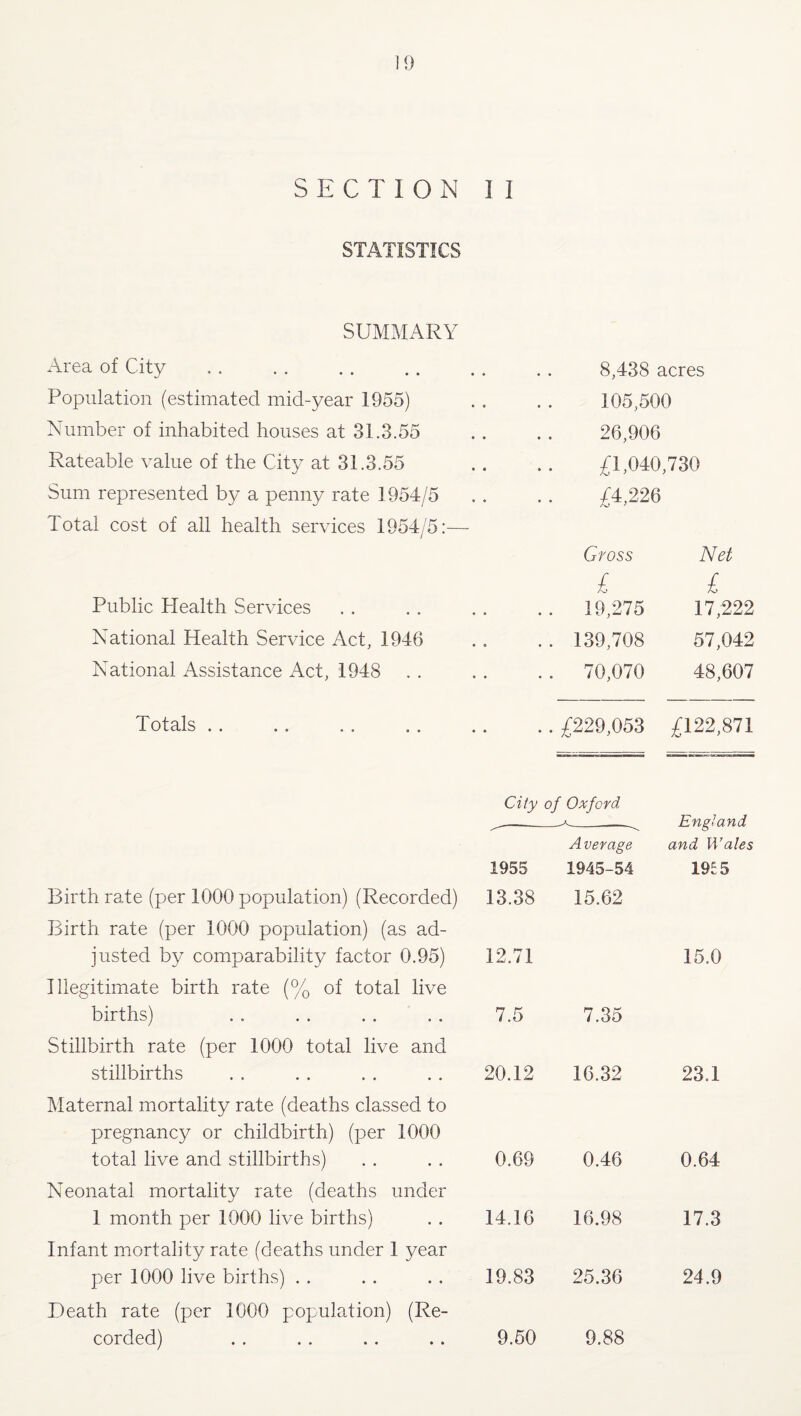 19
SECTION II
STATISTICS
SUMMARY
Area of City .. .. .. .. .. .. 8,438 acres
Population (estimated mid-year 1955) .. .. 105,500
Number of inhabited houses at 31.3.55 .. .. 26,906
Rateable value of the City at 31.3.55 .. .. £1,040,730
Sum represented by a penny rate 1954/5 .. .. £4,226
Total cost of all health services 1954/5:—
Gross Net
£ £
Public Health Services .. .. .. .. 19,275 17,222
National Health Service Act, 1946 .. .. 139,708 57,042
National Assistance Act, 1948 .. .. .. 70,070 48,607
Totals .. .. .. .. .. .. £229,053 £122,871
City of Oxford
England
Average and Wales
1955 1945-54 1955
Birth rate (per 1000 population) (Recorded) 13.38 15.62
Birth rate (per 1000 population) (as ad-
justed by comparability factor 0.95) 12.71 15.0
Illegitimate birth rate (% of total live
births) .. .. .. .. 7.5 7.35
Stillbirth rate (per 1000 total live and
stillbirths .. .. .. .. 20.12 16.32 23.1
Maternal mortality rate (deaths classed to
pregnancy or childbirth) (per 1000
total live and stillbirths) .. .. 0.69 0.46 0.64
Neonatal mortality rate (deaths under
1 month per 1000 live births) .. 14.16 16.98 17.3
Infant mortality rate (deaths under 1 year
per 1000 live births) .. .. .. 19.83 25.36 24.9
Death rate (per 1000 population) (Re-
corded) .. .. .. .. 9.50 9.88